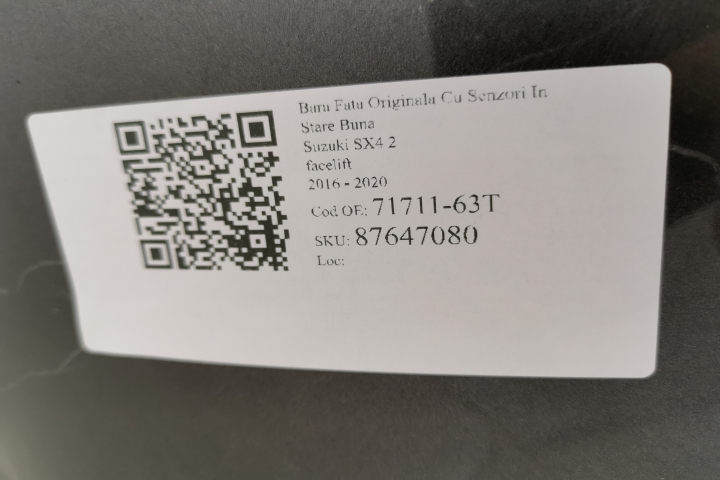 Bara Fata Originala Cu Senzori In
Stare Buna
Suzuki SX4 2
facelift
2016 - 2020
Cod OE: 71711-63T
SKU: 87647080
Loc: